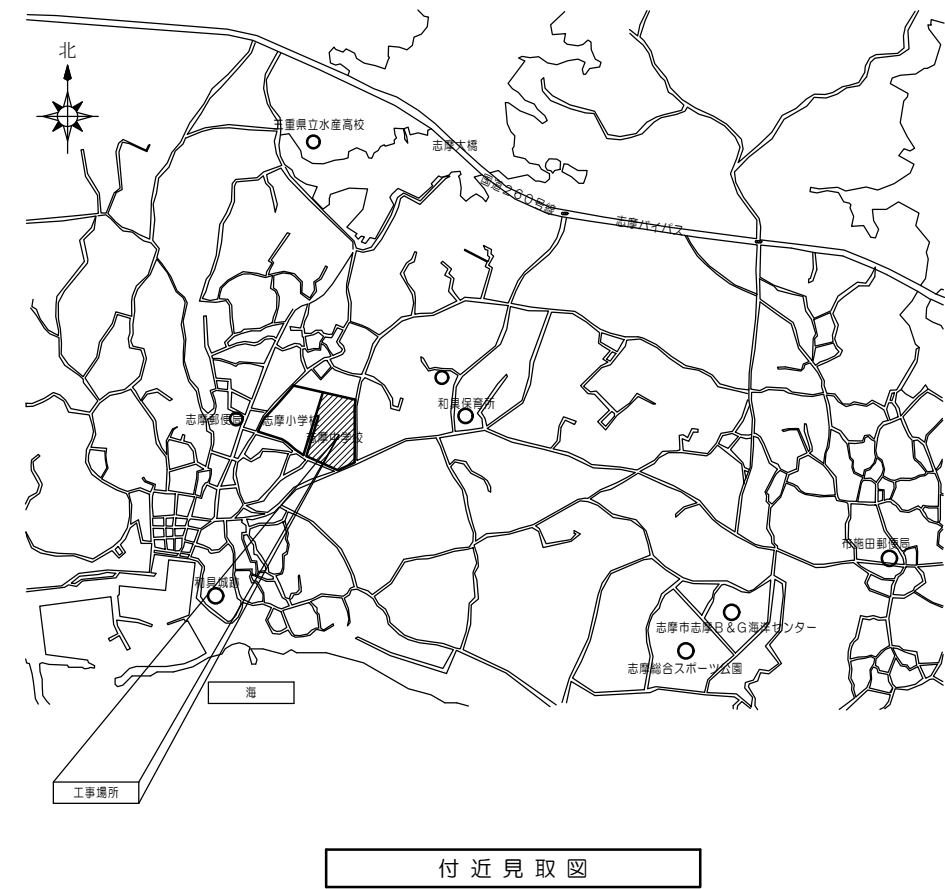 北
三重県立水産高校
志摩大橋
国道260号線
志摩バイパス
和具保育所
志摩郵便局
志摩小学校
志摩中学校
布施田郵便局
和具城跡
志摩市志摩B&G海洋センター
志摩総合スポーツ公園
海
工事場所
付近見取図